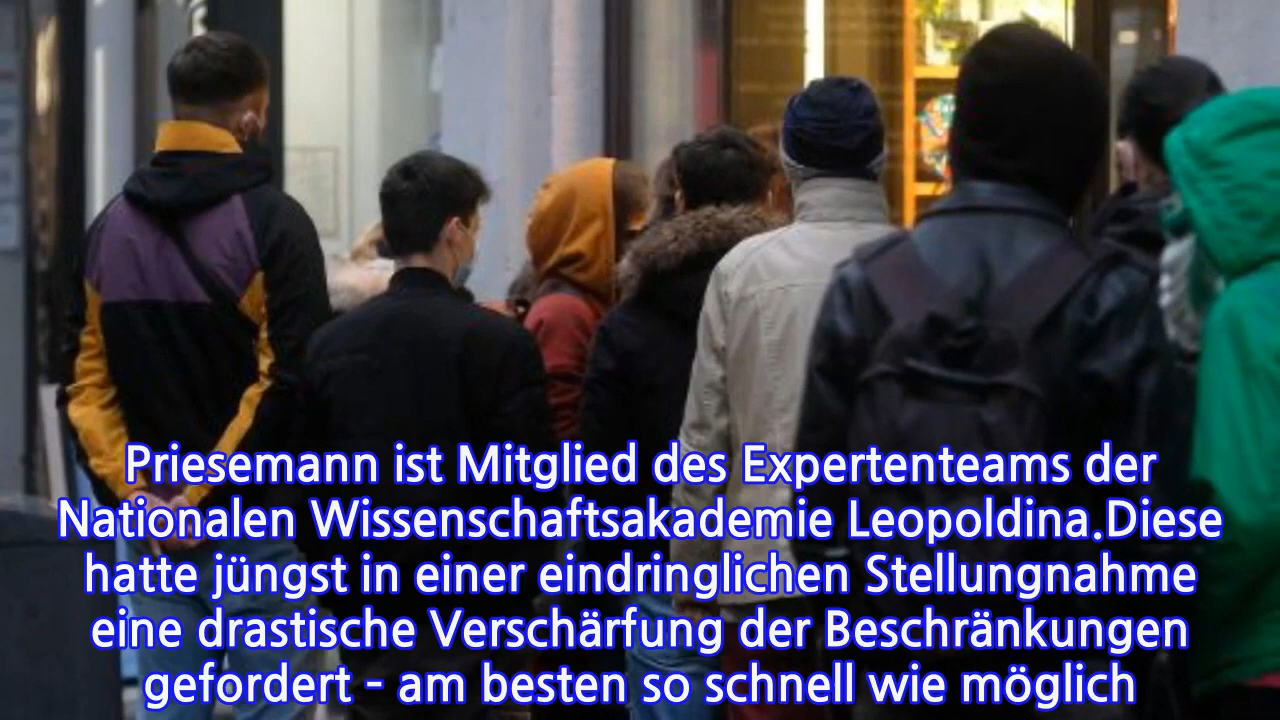 Priesemann ist Mitglied des Expertenteams der
Nationalen Wissenschaftsakademie Leopoldina.Diese
hatte jüngst in einer eindringlichen Stellungnahme
eine drastische Verschärfung der Beschränkungen
gefordert - am besten so schnell wie möglich